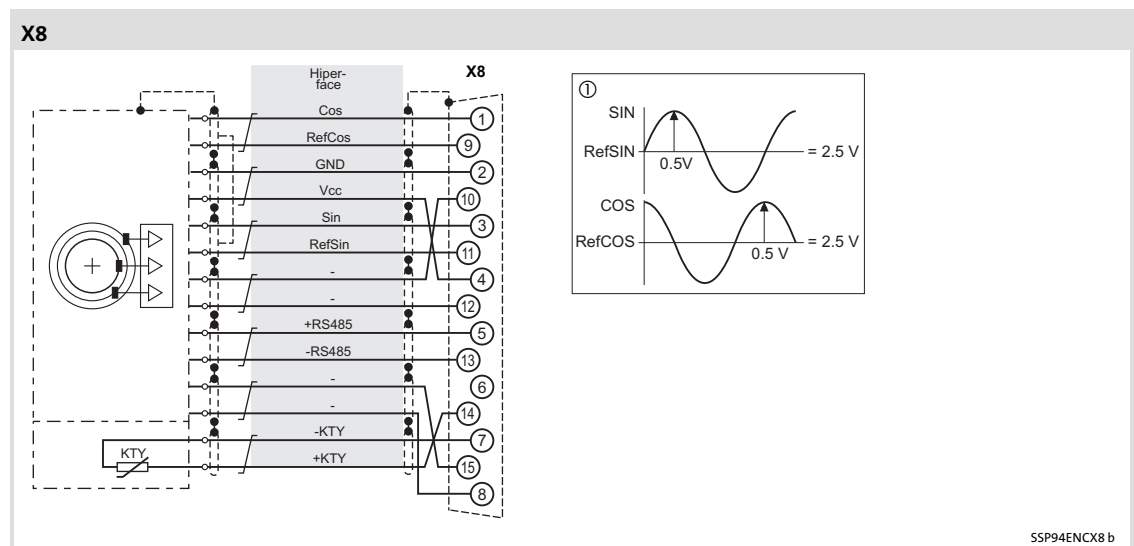 X8
Hiper-
face
X8
Cos
1
RefCos
9
GND
2
Vcc
10
Sin
3
RefSin
11
-
4
-
12
+RS485
5
-RS485
13
-
6
-
14
-KTY
7
+KTY
15
8
KTY
①
SIN
RefSIN
0.5V
= 2.5 V
COS
RefCOS
0.5 V
= 2.5 V
SSP94ENCX8 b